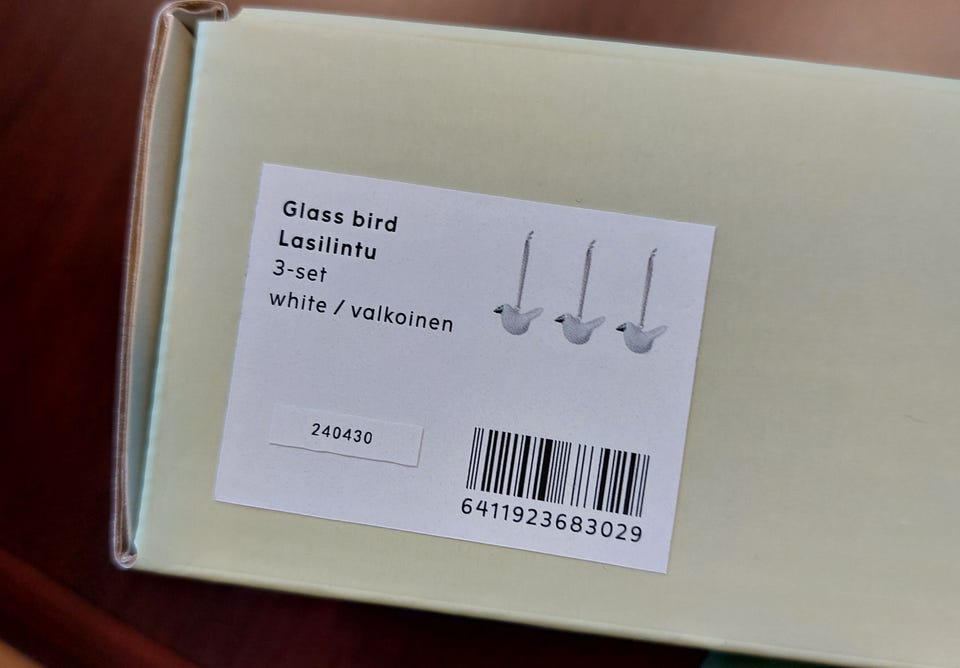 Glass bird
Lasilintu
3-set
white / valkoinen
240430
6411923683029